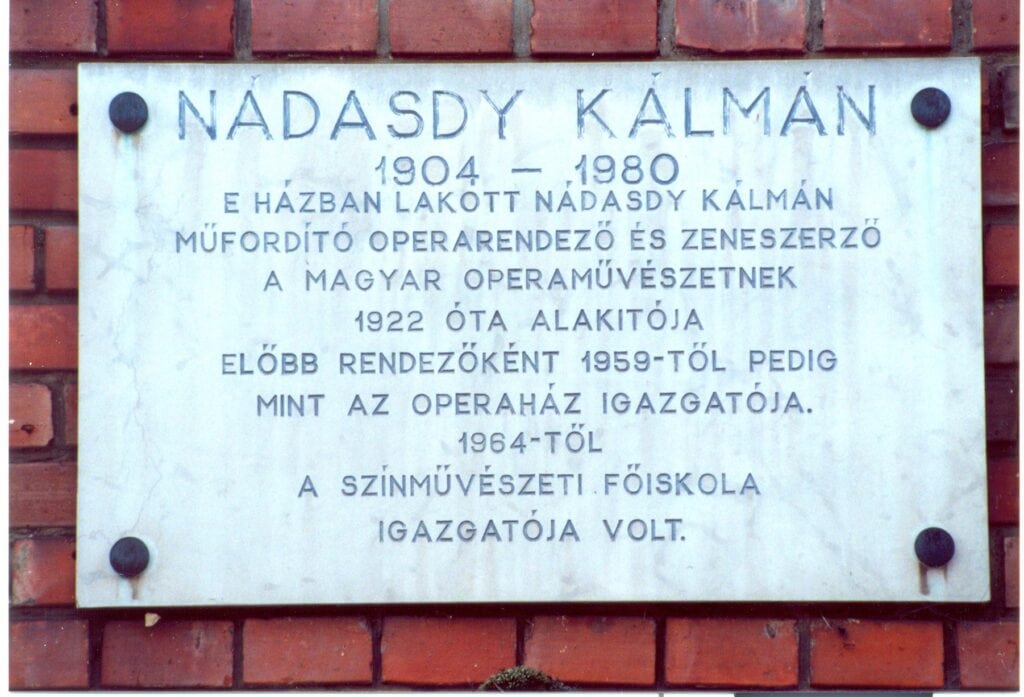 NÁDASDY KÁLMÁN
1904 – 1980
E HÁZBAN LAKOTT NÁDASDY KÁLMÁN
MŰFORDÍTÓ OPERARENDEZŐ ÉS ZENESZERZŐ
A MAGYAR OPERAMŰVÉSZETNEK
1922 ÓTA ALAKITÓJA
ELŐBB RENDEZŐKÉNT 1959-TŐL PEDIG
MINT AZ OPERAHÁZ IGAZGATÓJA.
1964-TŐL
A SZÍNMŰVÉSZETI FŐISKOLA
IGAZGATÓJA VOLT.